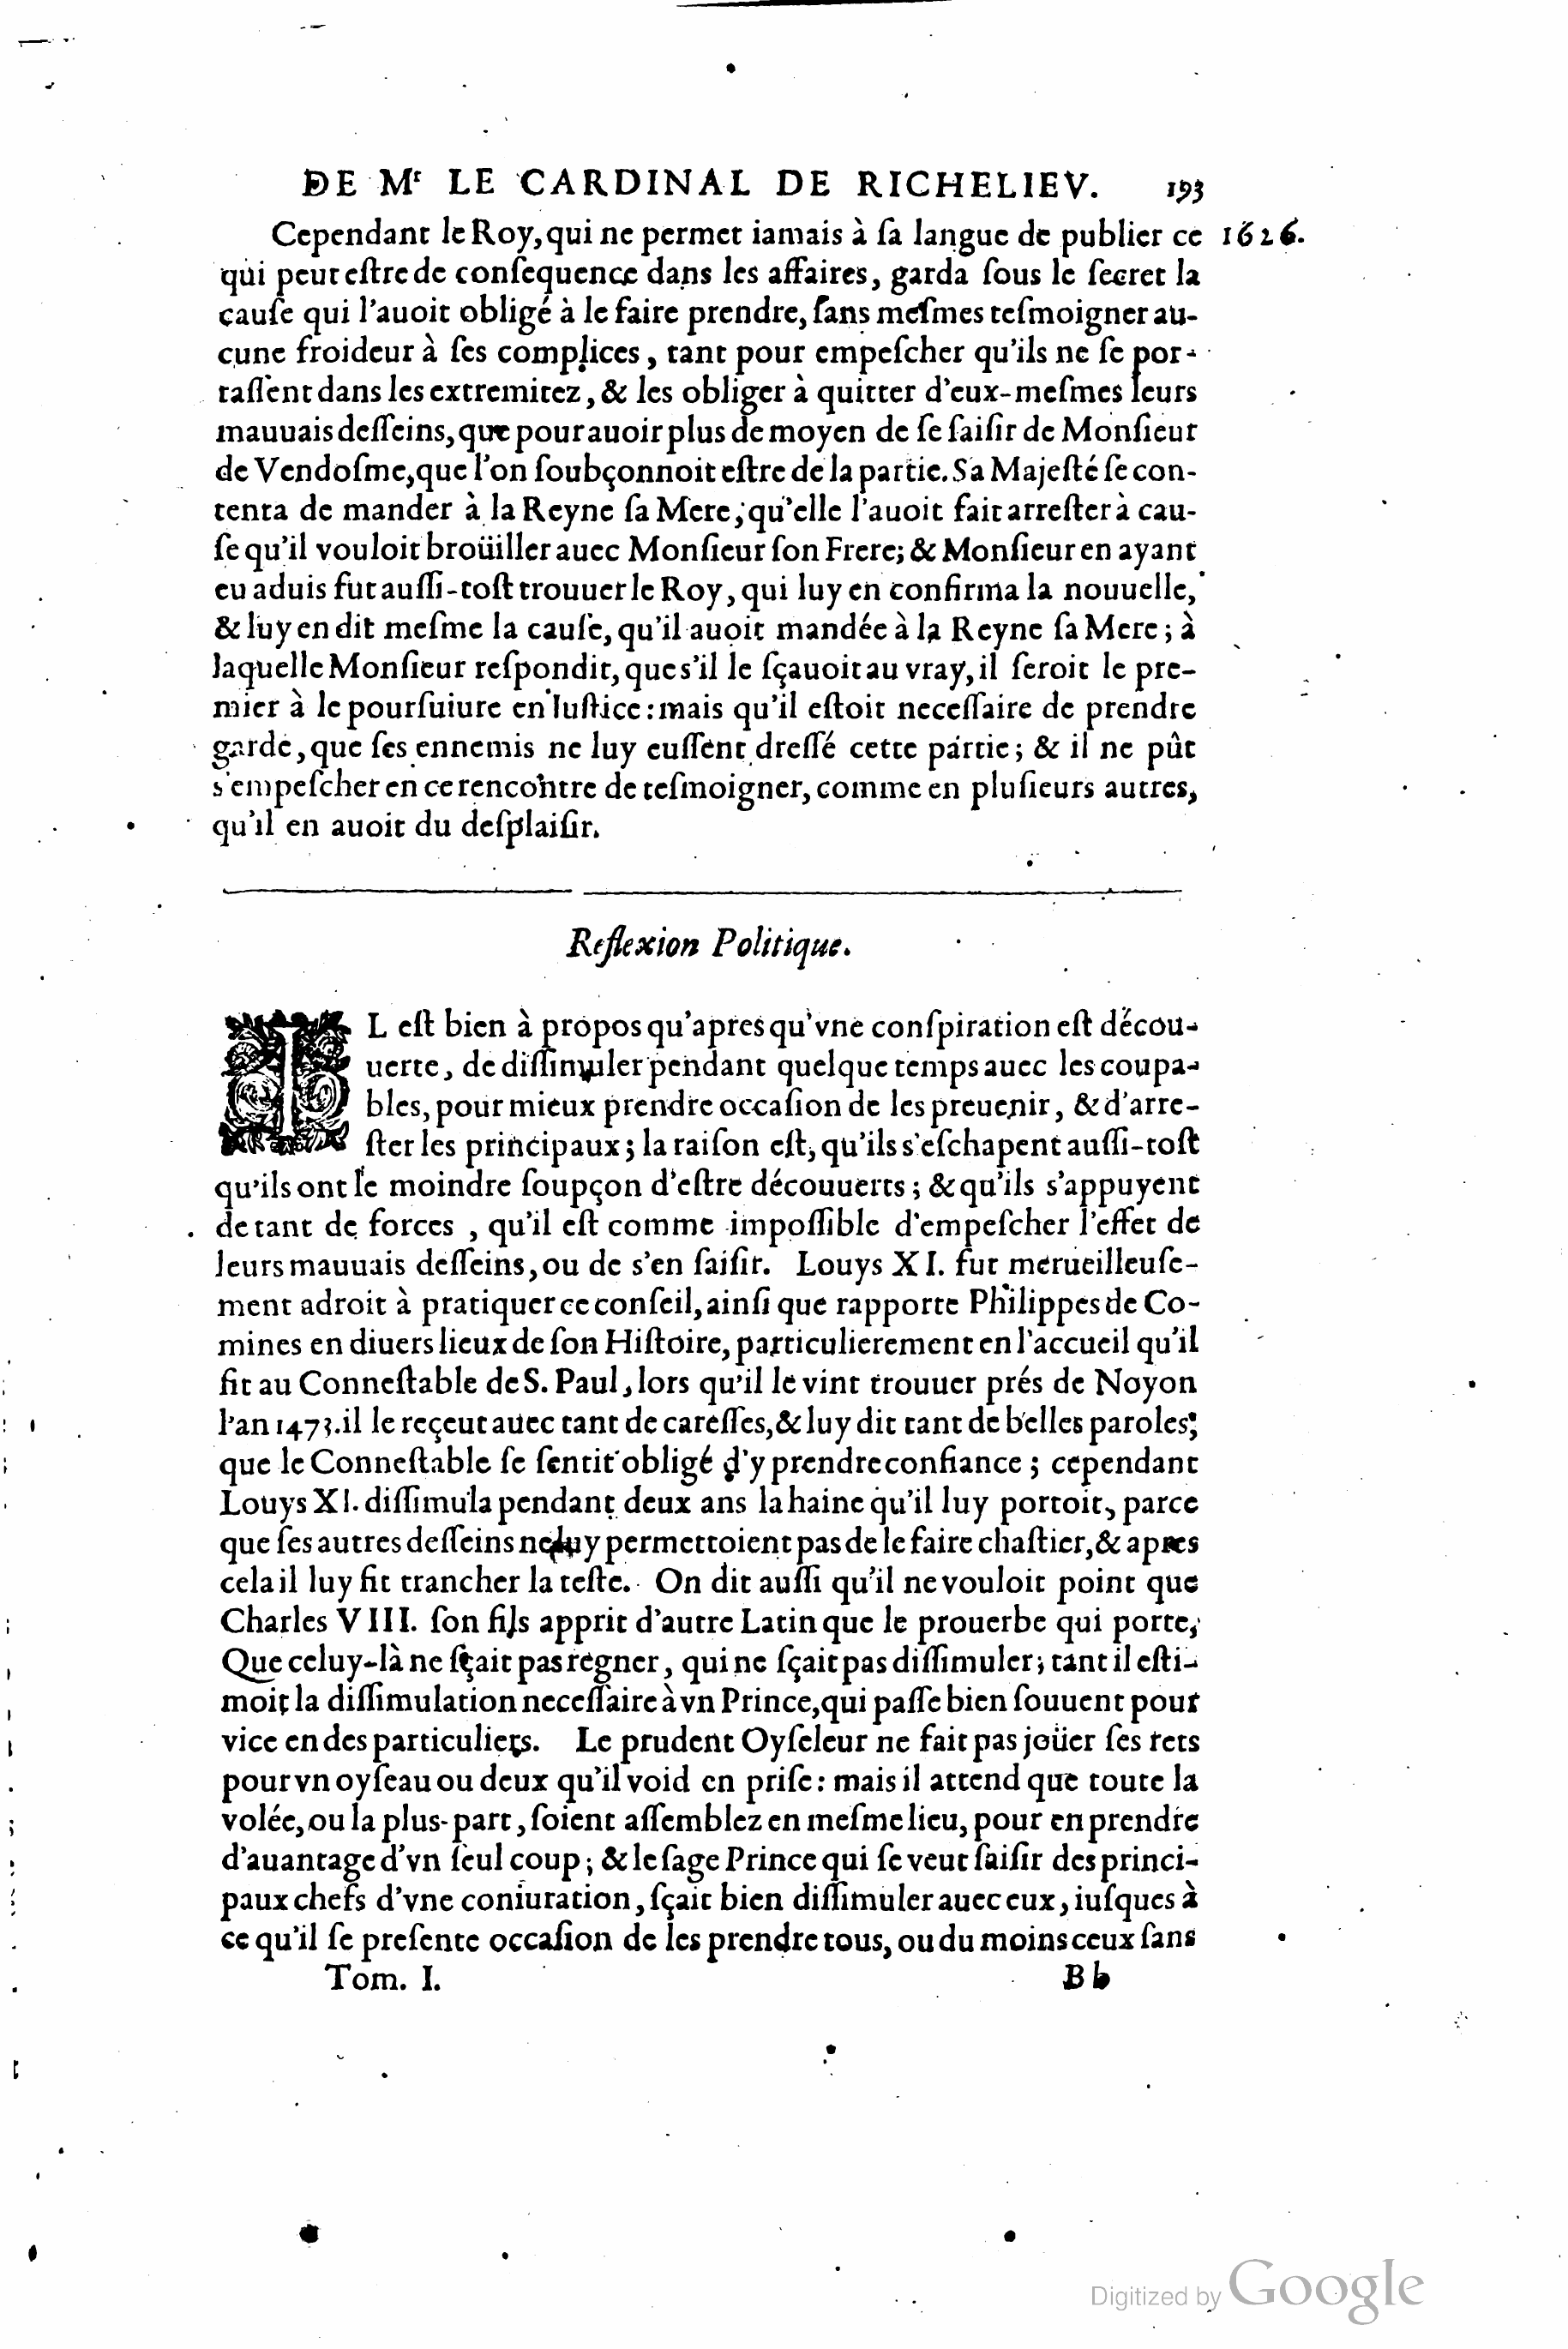 DE Mr LE CARDINAL DE RICHELIEV. 193
Cependant le Roy, qui ne permet iamais à ſa langue de publier ce 1626.
qui peut eſtre de conſequence dans les affaires, garda ſous le ſecret la
cauſe qui l'auoit obligé à le faire prendre, ſans meſmes teſmoigner au-
cune froideur à ſes complices, tant pour empeſcher qu'ils ne ſe por-
taſſent dans les extremitez, & les obliger à quitter d'eux-meſmes leurs
mauuais deſſeins, que pour auoir plus de moyen de ſe ſaiſir de Monſieur
de Vendoſme, que l'on ſoubçonnoit eſtre de la partie. Sa Majeſté ſe con-
tenta de mander à la Reyne ſa Mere, qu'elle l'auoit fait arreſter à cau-
ſe qu'il vouloit broüiller auec Monſieur ſon Frere; & Monſieur en ayant
eu aduis fut auſſi-toſt trouuer le Roy, qui luy en confirma la nouuelle,
& luy en dit meſme la cauſe, qu'il auoit mandée à la Reyne ſa Mere; à
laquelle Monſieur reſpondit, que s'il le ſçauoit au vray, il ſeroit le pre-
mier à le pourſuiure en Iuſtice: mais qu'il eſtoit neceſſaire de prendre
garde, que ſes ennemis ne luy euſſent dreſſé cette partie; & il ne pût
s'empeſcher en ce rencontre de teſmoigner, comme en pluſieurs autres,
qu'il en auoit du deſplaiſir.
Reflexion Politique.
IL eſt bien à propos qu'apres qu'vne conſpiration eſt décou-
uerte, de diſſimuler pendant quelque temps auec les coupa-
bles, pour mieux prendre occaſion de les preuenir, & d'arre-
ſter les principaux; la raiſon eſt, qu'ils s'eſchapent auſſi-toſt
qu'ils ont le moindre ſoupçon d'eſtre découuerts; & qu'ils s'appuyent
de tant de forces, qu'il eſt comme impoſſible d'empeſcher l'effet de
leurs mauuais deſſeins, ou de s'en ſaiſir. Louys XI. fut merueilleuſe-
ment adroit à pratiquer ce conſeil, ainſi que rapporte Philippes de Co-
mines en diuers lieux de ſon Hiſtoire, particulierement en l'accueil qu'il
fit au Conneſtable de S. Paul, lors qu'il le vint trouuer prés de Noyon
l'an 1473. il le reçeut auec tant de careſſes, & luy dit tant de belles paroles,
que le Conneſtable ſe ſentit obligé d'y prendre confiance; cependant
Louys XI. diſſimula pendant deux ans la haine qu'il luy portoit, parce
que ſes autres deſſeins ne luy permettoient pas de le faire chaſtier, & apres
cela il luy fit trancher la teſte. On dit auſſi qu'il ne vouloit point que
Charles VIII. ſon fils apprit d'autre Latin que le prouerbe qui porte,
Que celuy-là ne ſçait pas regner, qui ne ſçait pas diſſimuler; tant il eſti-
moit la diſſimulation neceſſaire à vn Prince, qui paſſe bien ſouuent pour
vice en des particuliers. Le prudent Oyſeleur ne fait pas joüer ſes rets
pour vn oyſeau ou deux qu'il void en priſe: mais il attend que toute la
volée, ou la plus-part, ſoient aſſemblez en meſme lieu, pour en prendre
d'auantage d'vn ſeul coup; & le ſage Prince qui ſe veut ſaiſir des princi-
paux chefs d'vne coniuration, ſçait bien diſſimuler auec eux, iuſques à
ce qu'il ſe preſente occaſion de les prendre tous, ou du moins ceux ſans
Tom. I. Bb
Digitized by Google